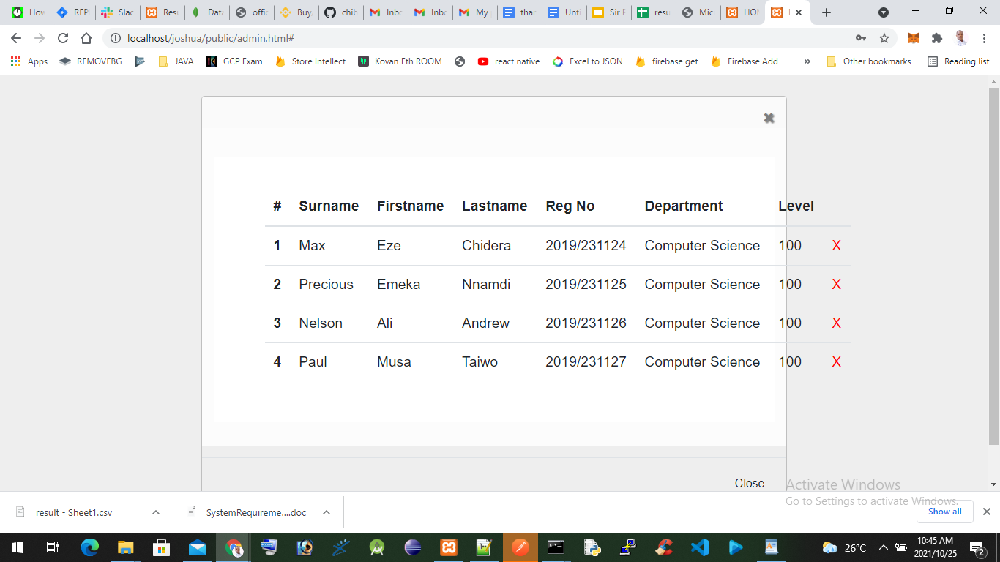 How REP Slac Resu Data offic Buy chib Inbo Inbo My thar Unti Sir F resu Micr HOI
localhost/joshua/public/admin.html#
Apps REMOVEBG JAVA GCP Exam Store Intellect Kovan Eth ROOM react native Excel to JSON firebase get Firebase Add » Other bookmarks Reading list
# Surname Firstname Lastname Reg No Department Level
1 Max Eze Chidera 2019/231124 Computer Science 100 X
2 Precious Emeka Nnamdi 2019/231125 Computer Science 100 X
3 Nelson Ali Andrew 2019/231126 Computer Science 100 X
4 Paul Musa Taiwo 2019/231127 Computer Science 100 X
Close
Activate Windows
Go to Settings to activate Windows.
result - Sheet1.csv SystemRequireme....doc Show all
26°C 10:45 AM
2021/10/25 2